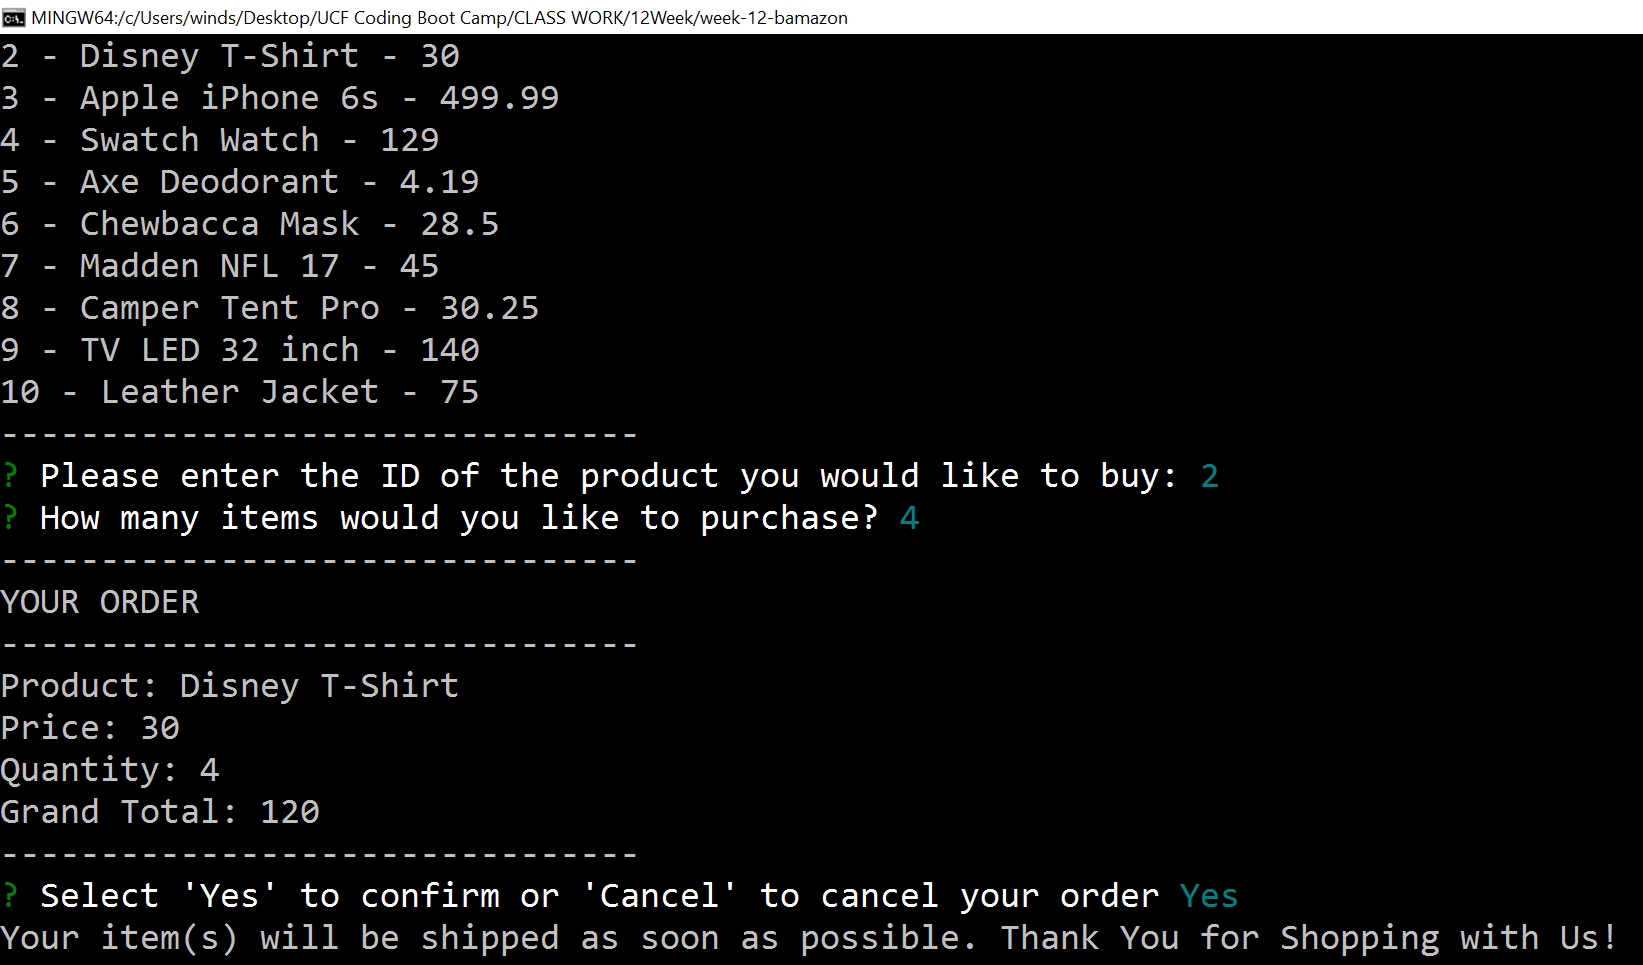 MINGW64:/c/Users/winds/Desktop/UCF Coding Boot Camp/CLASS WORK/12Week/week-12-bamazon
2 - Disney T-Shirt - 30
3 - Apple iPhone 6s - 499.99
4 - Swatch Watch - 129
5 - Axe Deodorant - 4.19
6 - Chewbacca Mask - 28.5
7 - Madden NFL 17 - 45
8 - Camper Tent Pro - 30.25
9 - TV LED 32 inch - 140
10 - Leather Jacket - 75
--------------------------------
? Please enter the ID of the product you would like to buy: 2
? How many items would you like to purchase? 4
--------------------------------
YOUR ORDER
--------------------------------
Product: Disney T-Shirt
Price: 30
Quantity: 4
Grand Total: 120
--------------------------------
? Select 'Yes' to confirm or 'Cancel' to cancel your order Yes
Your item(s) will be shipped as soon as possible. Thank You for Shopping with Us!